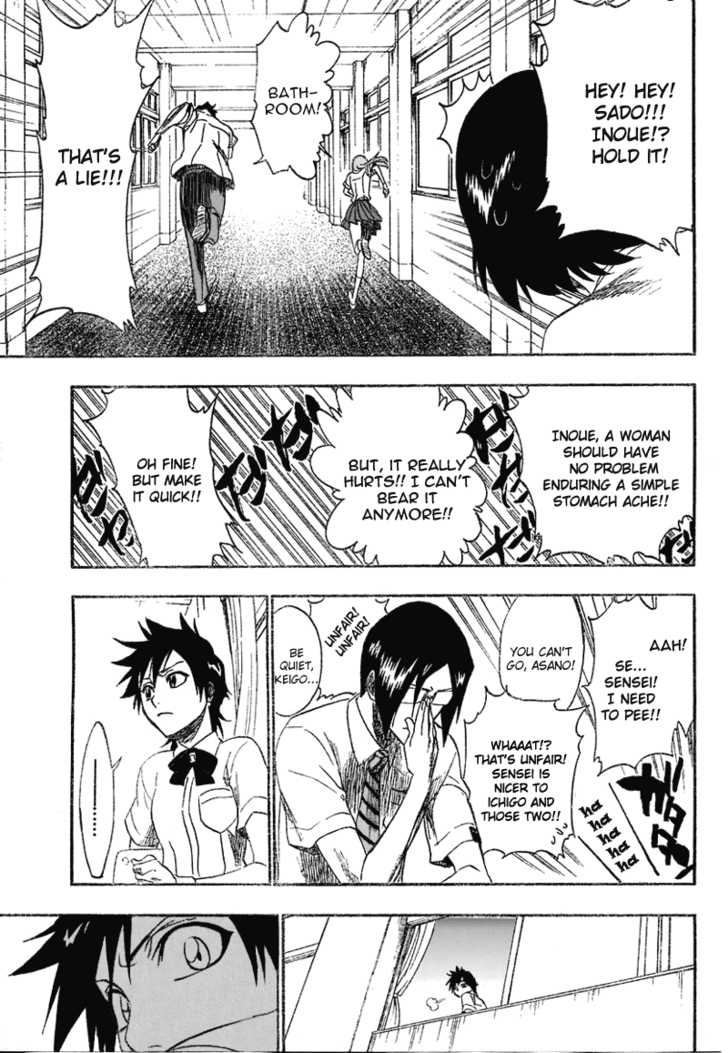 HEY! HEY!
SADO!!!
INOUE!?
HOLD IT!
BATH-
ROOM!
THAT'S
A LIE!!!
INOUE, A WOMAN
SHOULD HAVE
NO PROBLEM
ENDURING A SIMPLE
STOMACH ACHE!!
BUT, IT REALLY
HURTS!! I CAN'T
BEAR IT
ANYMORE!!
OH FINE!
BUT MAKE
IT QUICK!!
AAH!
SE...
SENSEI!
I NEED
TO PEE!!
ガタッ
YOU CAN'T
GO, ASANO!
WHAAAT!?
THAT'S UNFAIR!
SENSEI IS
NICER TO
ICHIGO AND
THOSE TWO!!
ha
ha
ha
ha
ha
UNFAIR!
UNFAIR!
BE
QUIET,
KEIGO...
.........